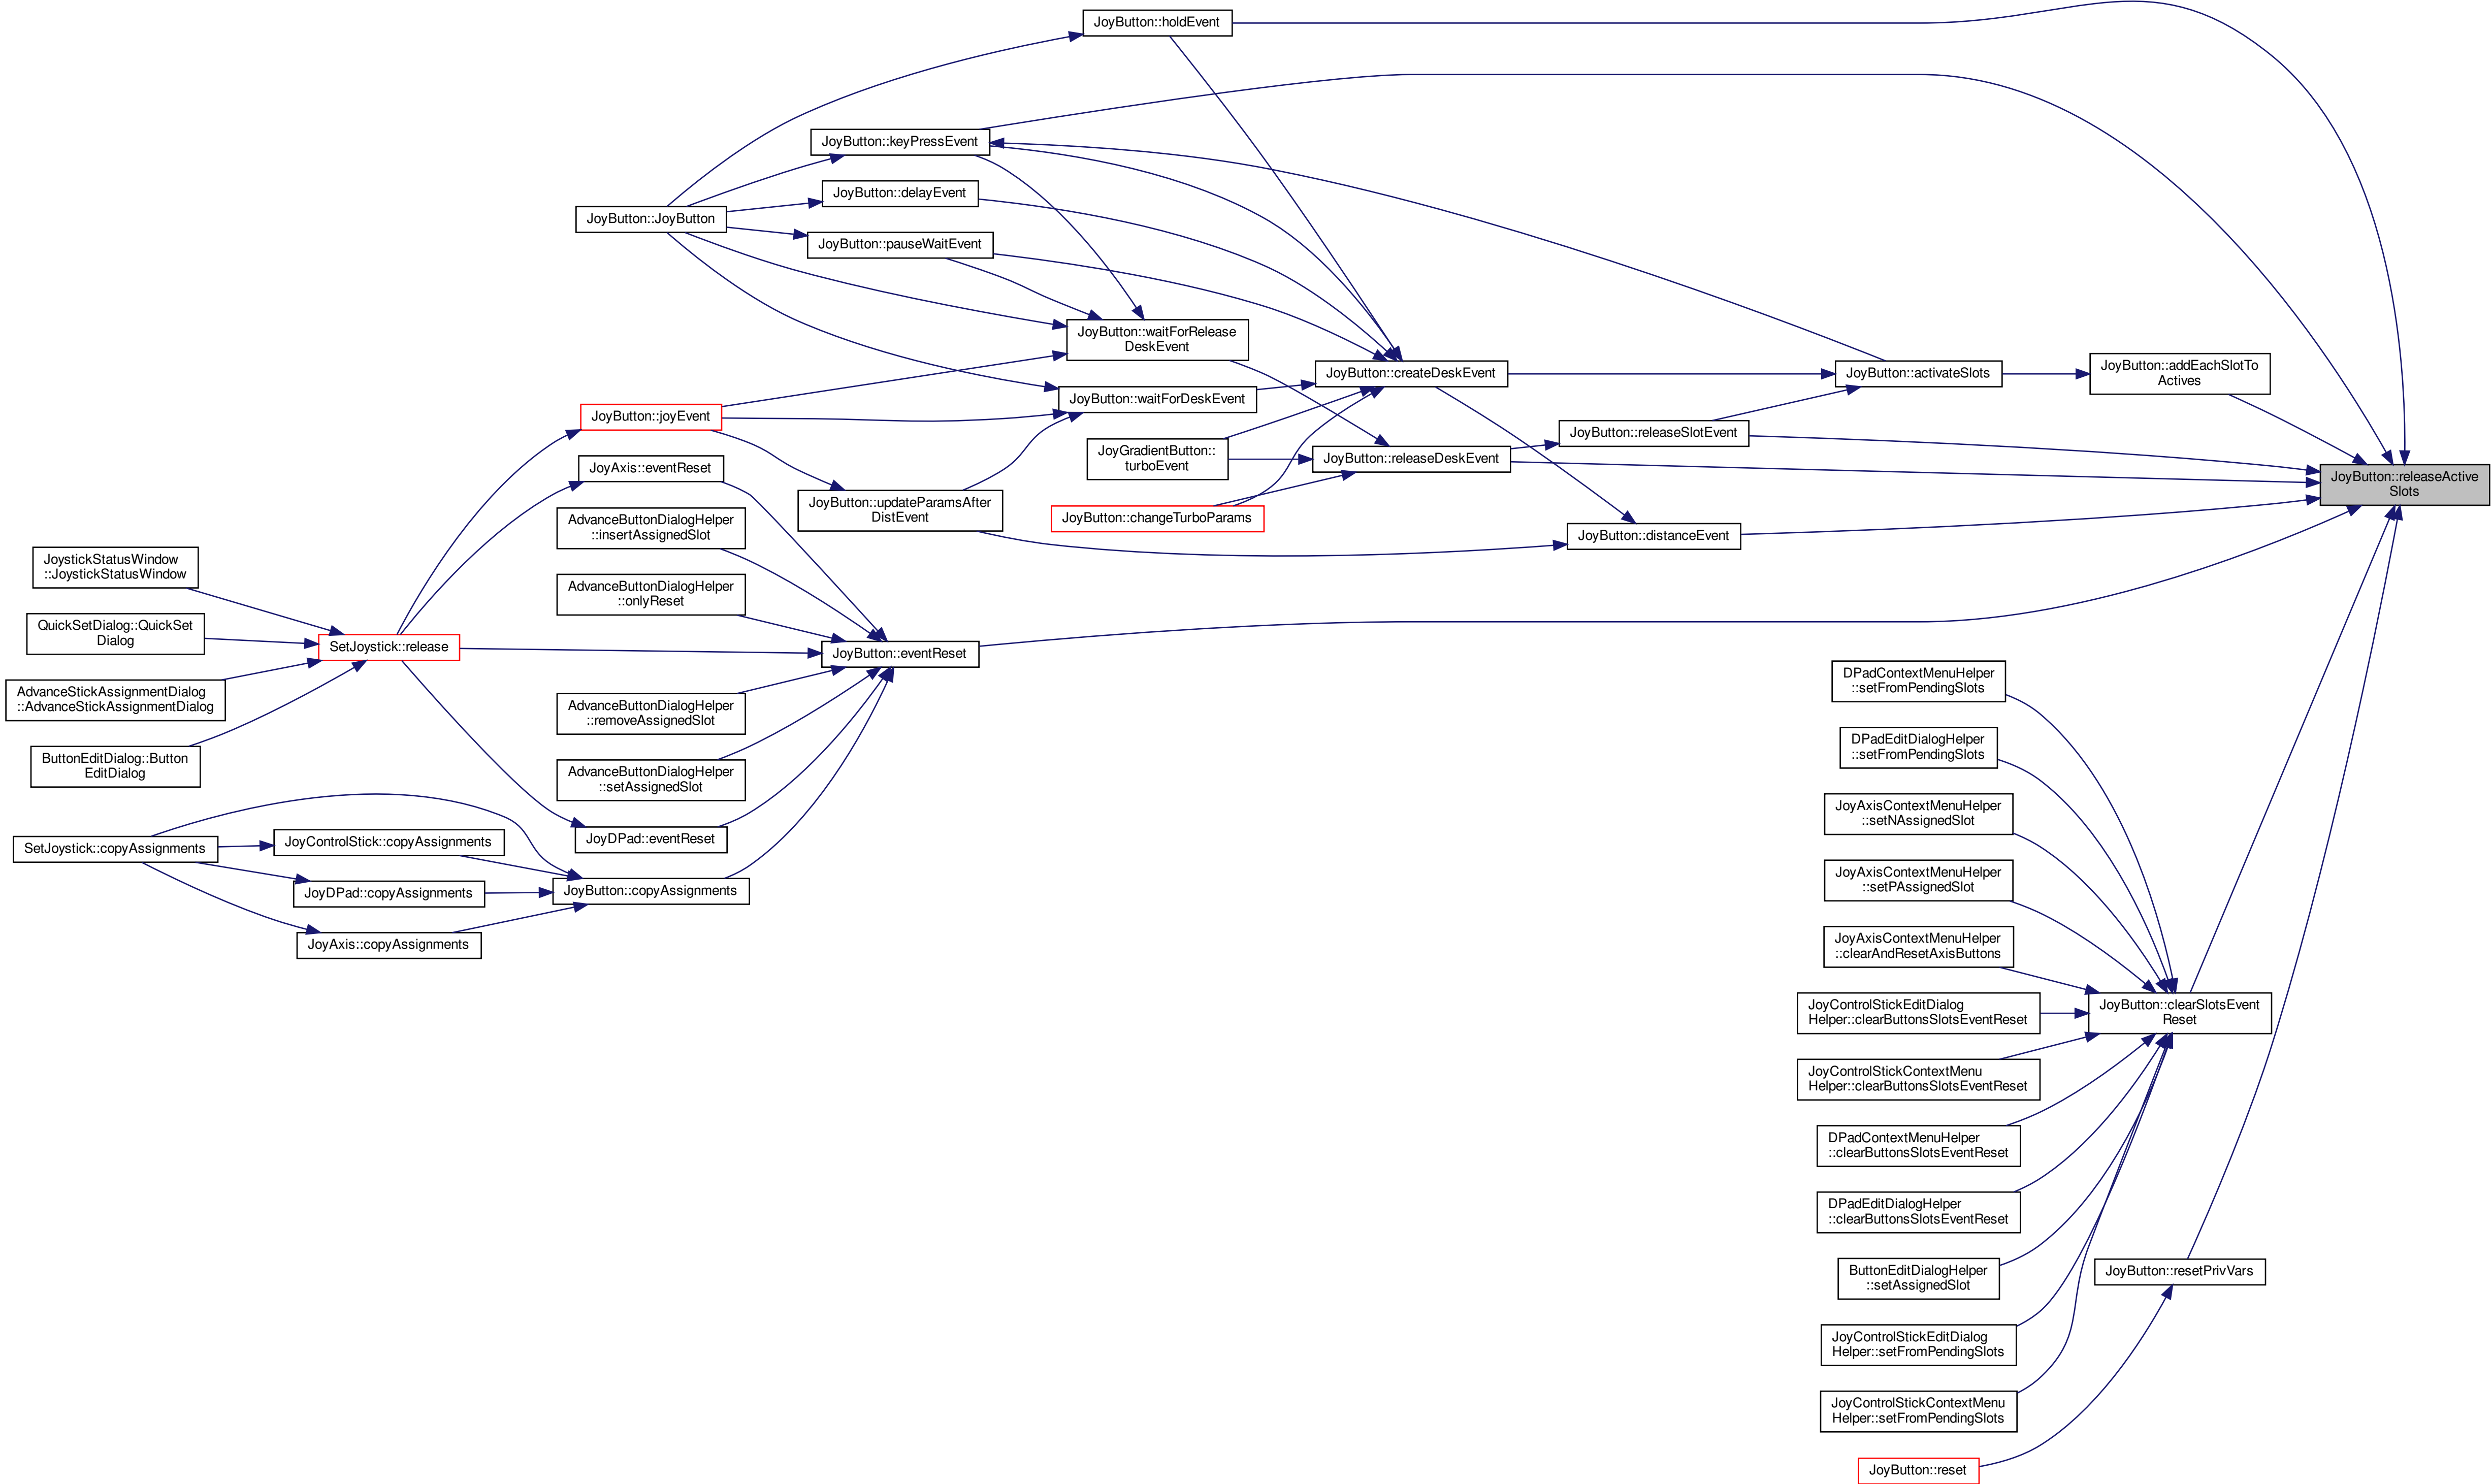 JoyButton::holdEvent
JoyButton::keyPressEvent
JoyButton::delayEvent
JoyButton::JoyButton
JoyButton::pauseWaitEvent
JoyButton::waitForRelease
DeskEvent
JoyButton::createDeskEvent
JoyButton::activateSlots
JoyButton::addEachSlotTo
Actives
JoyButton::waitForDeskEvent
JoyButton::joyEvent
JoyButton::releaseSlotEvent
JoyGradientButton::
turboEvent
JoyButton::releaseDeskEvent
JoyAxis::eventReset
JoyButton::releaseActive
Slots
JoyButton::updateParamsAfter
DistEvent
JoyButton::changeTurboParams
AdvanceButtonDialogHelper
::insertAssignedSlot
JoyButton::distanceEvent
JoystickStatusWindow
::JoystickStatusWindow
AdvanceButtonDialogHelper
::onlyReset
QuickSetDialog::QuickSet
Dialog
SetJoystick::release
JoyButton::eventReset
DPadContextMenuHelper
::setFromPendingSlots
AdvanceStickAssignmentDialog
::AdvanceStickAssignmentDialog
AdvanceButtonDialogHelper
::removeAssignedSlot
DPadEditDialogHelper
::setFromPendingSlots
ButtonEditDialog::Button
EditDialog
AdvanceButtonDialogHelper
::setAssignedSlot
JoyAxisContextMenuHelper
::setNAssignedSlot
JoyDPad::eventReset
JoyControlStick::copyAssignments
SetJoystick::copyAssignments
JoyAxisContextMenuHelper
::setPAssignedSlot
JoyDPad::copyAssignments
JoyButton::copyAssignments
JoyAxis::copyAssignments
JoyAxisContextMenuHelper
::clearAndResetAxisButtons
JoyControlStickEditDialog
Helper::clearButtonsSlotsEventReset
JoyButton::clearSlotsEvent
Reset
JoyControlStickContextMenu
Helper::clearButtonsSlotsEventReset
DPadContextMenuHelper
::clearButtonsSlotsEventReset
DPadEditDialogHelper
::clearButtonsSlotsEventReset
ButtonEditDialogHelper
::setAssignedSlot
JoyButton::resetPrivVars
JoyControlStickEditDialog
Helper::setFromPendingSlots
JoyControlStickContextMenu
Helper::setFromPendingSlots
JoyButton::reset